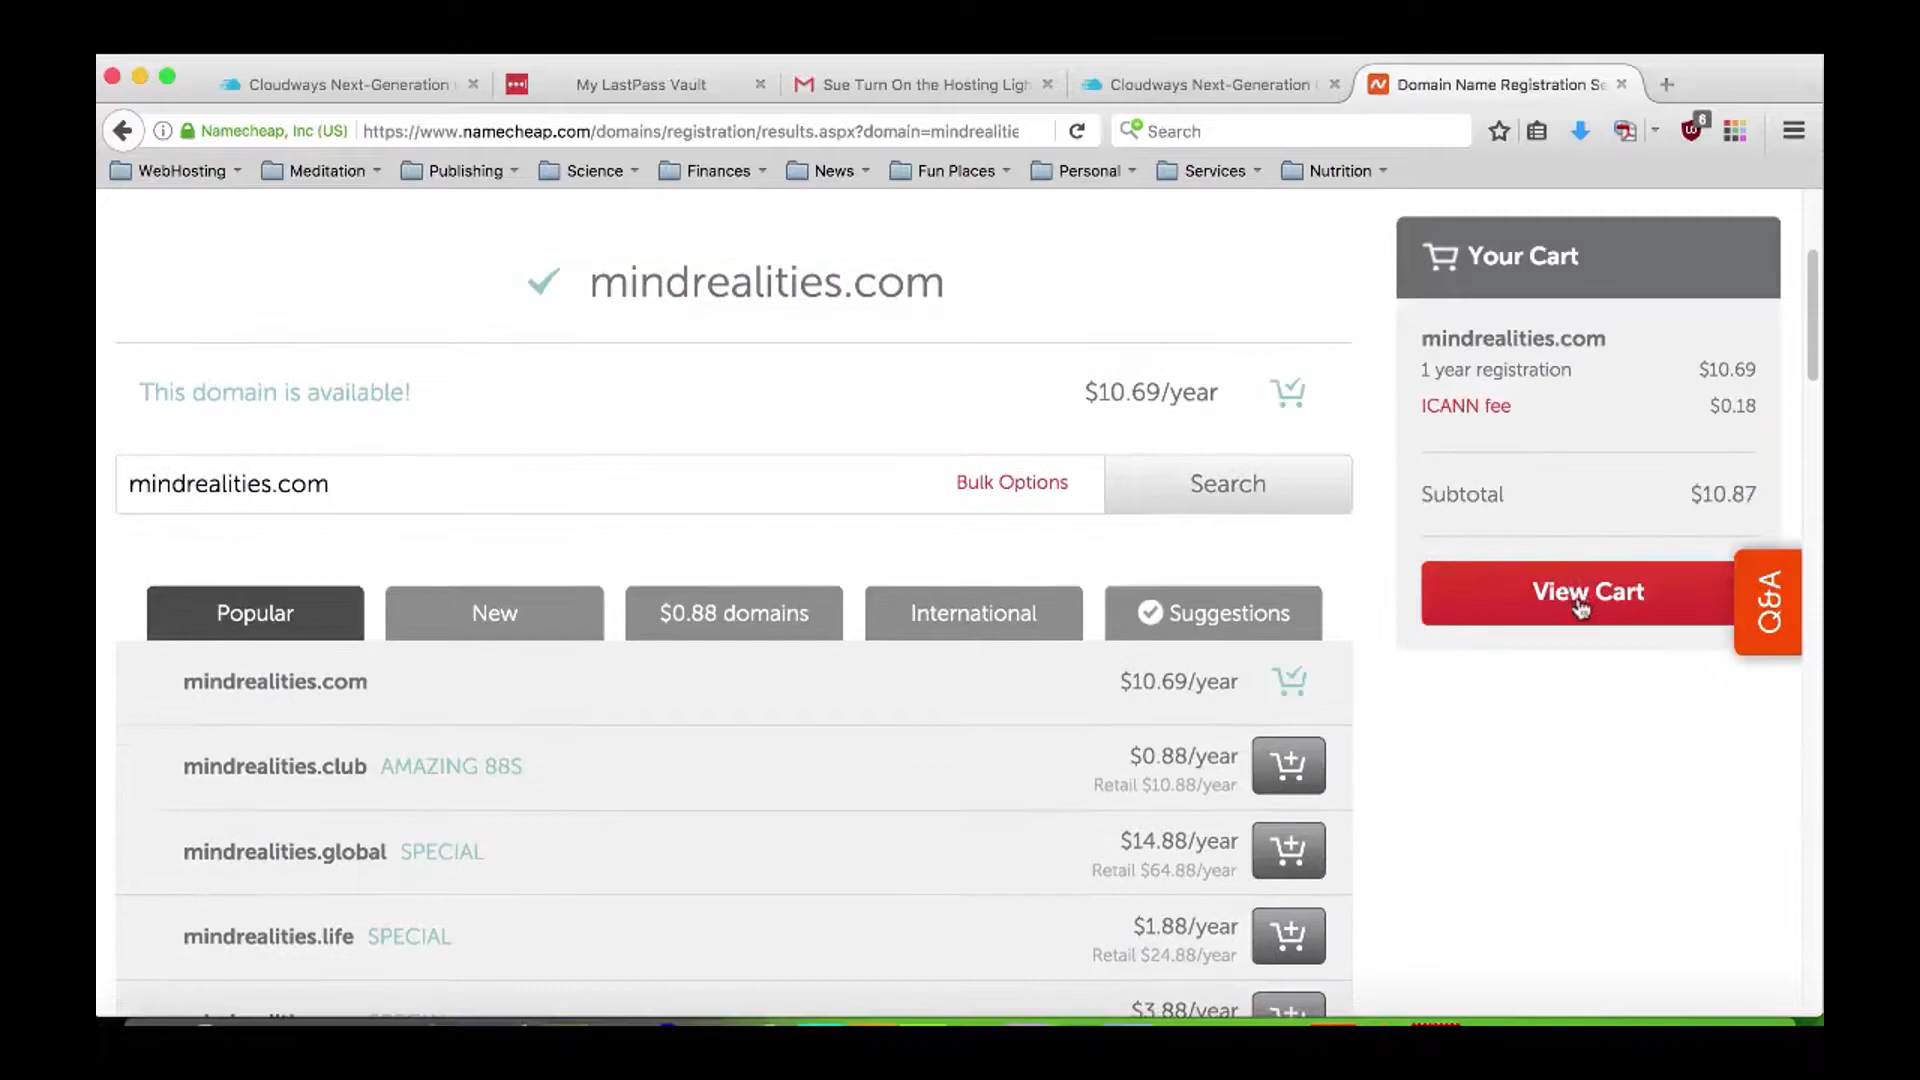 Cloudways Next-Generation
My LastPass Vault
Sue Turn On the Hosting Ligh
Cloudways Next-Generation
Domain Name Registration Se
Namecheap, Inc (US)
https://www.namecheap.com/domains/registration/results.aspx?domain=mindrealitie
Search
6
WebHosting
Meditation
Publishing
Science
Finances
News
Fun Places
Personal
Services
Nutrition
mindrealities.com
This domain is available!
$10.69/year
mindrealities.com
Bulk Options
Search
Popular
New
$0.88 domains
International
Suggestions
mindrealities.com
$10.69/year
mindrealities.club AMAZING 88S
$0.88/year
Retail $10.88/year
mindrealities.global SPECIAL
$14.88/year
Retail $64.88/year
mindrealities.life SPECIAL
$1.88/year
Retail $24.88/year
$3.88/year
Your Cart
mindrealities.com
1 year registration $10.69
ICANN fee $0.18
Subtotal $10.87
View Cart
Q&A